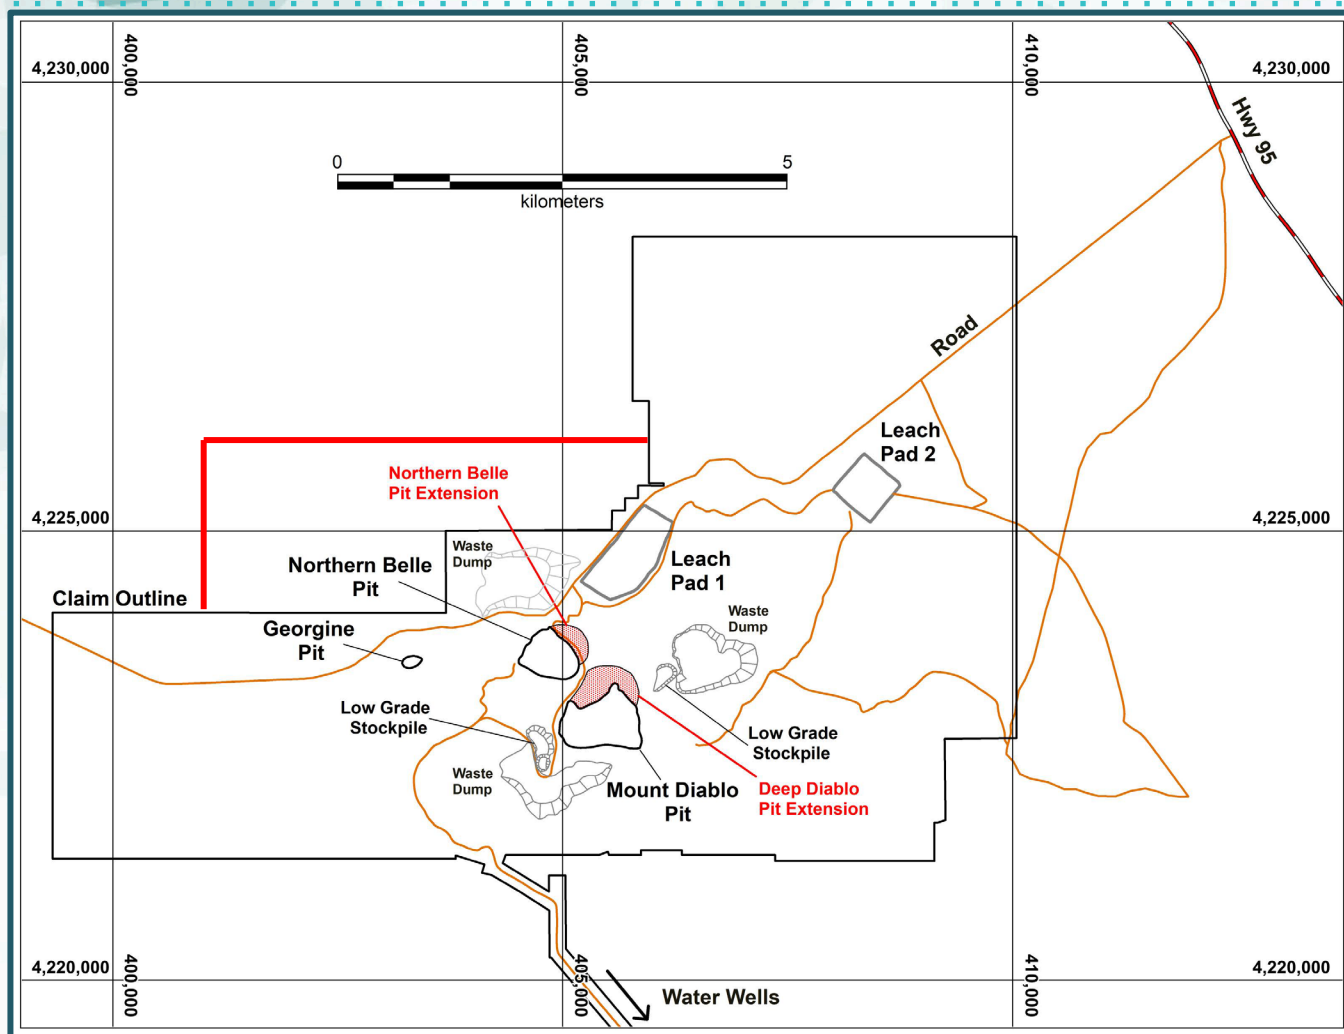 400,000
405,000
410,000
4,230,000
4,230,000
Hwy 95
0
5
kilometers
Road
Leach
Pad 2
Northern Belle
Pit Extension
4,225,000
4,225,000
Waste
Dump
Northern Belle
Pit
Leach
Pad 1
Claim Outline
Georgine
Pit
Waste
Dump
Low Grade
Stockpile
Low Grade
Stockpile
Waste
Dump
Mount Diablo
Pit
Deep Diablo
Pit Extension
4,220,000
400,000
405,000
410,000
4,220,000
Water Wells